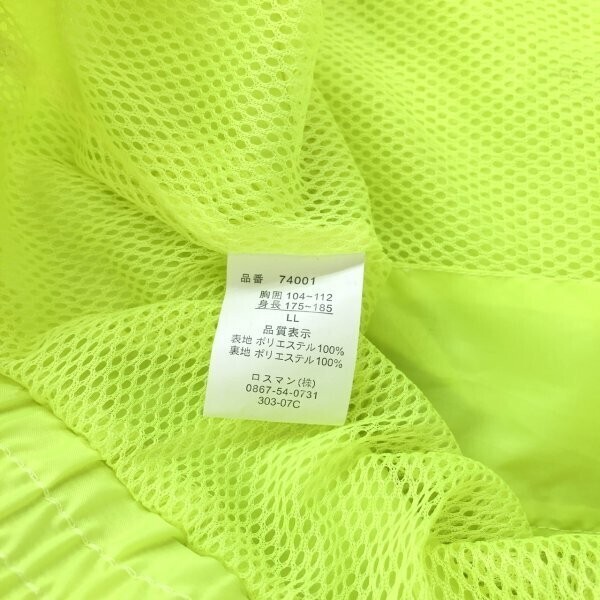 品番 74001
胸囲 104~112
身長 175~185
LL
品質表示
表地 ポリエステル100%
裏地 ポリエステル100%
ロスマン(様)
0867-54-0731
303-07C